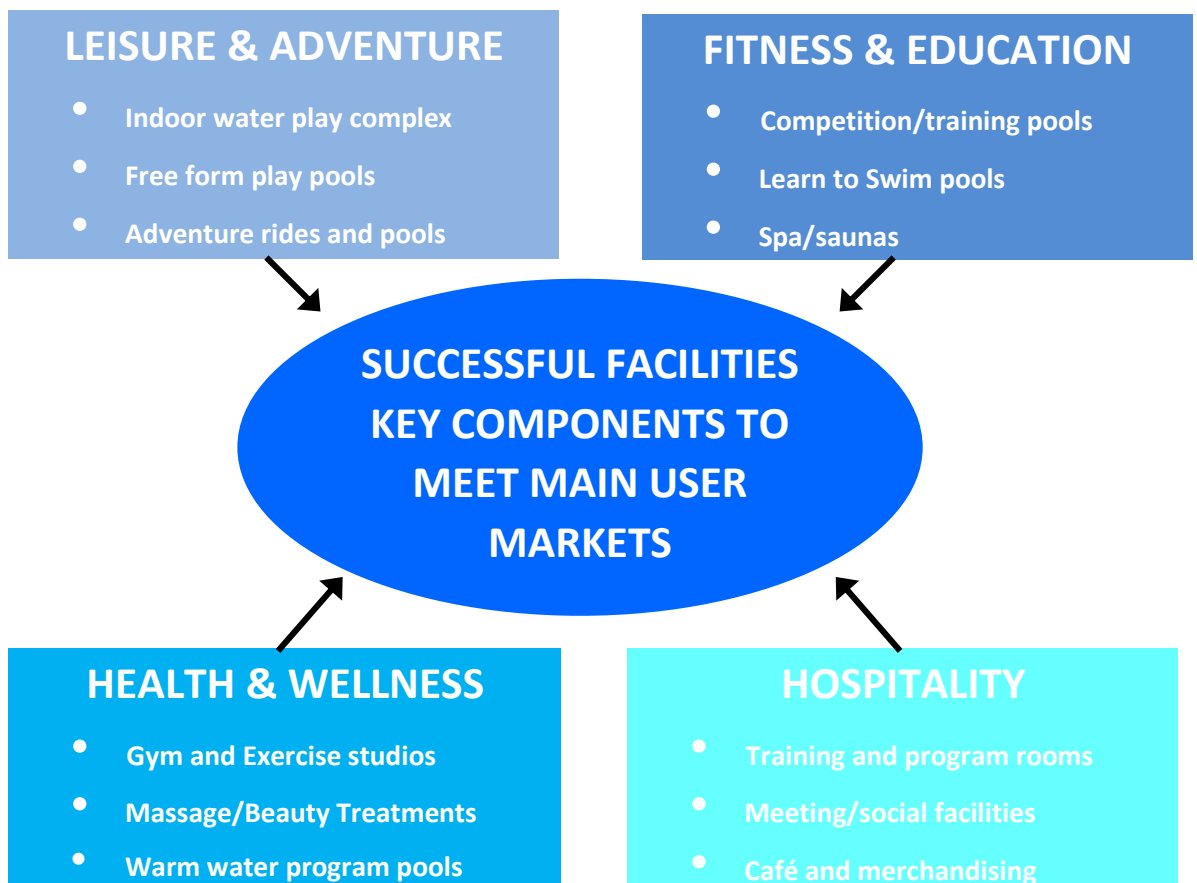 LEISURE & ADVENTURE
• Indoor water play complex
• Free form play pools
• Adventure rides and pools
FITNESS & EDUCATION
• Competition/training pools
• Learn to Swim pools
• Spa/saunas
SUCCESSFUL FACILITIES
KEY COMPONENTS TO
MEET MAIN USER
MARKETS
HEALTH & WELLNESS
• Gym and Exercise studios
• Massage/Beauty Treatments
• Warm water program pools
HOSPITALITY
• Training and program rooms
• Meeting/social facilities
• Café and merchandising